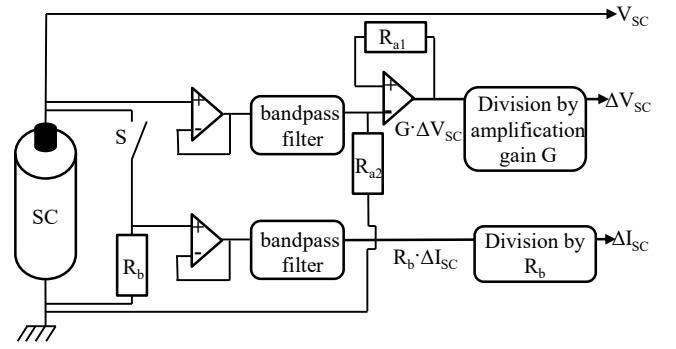 V_SC
R_a1
+
-
S
+
-
bandpass
filter
G·ΔV_SC
Division by
amplification
gain G
ΔV_SC
R_a2
SC
R_b
+
-
bandpass
filter
R_b·ΔI_SC
Division by
R_b
ΔI_SC